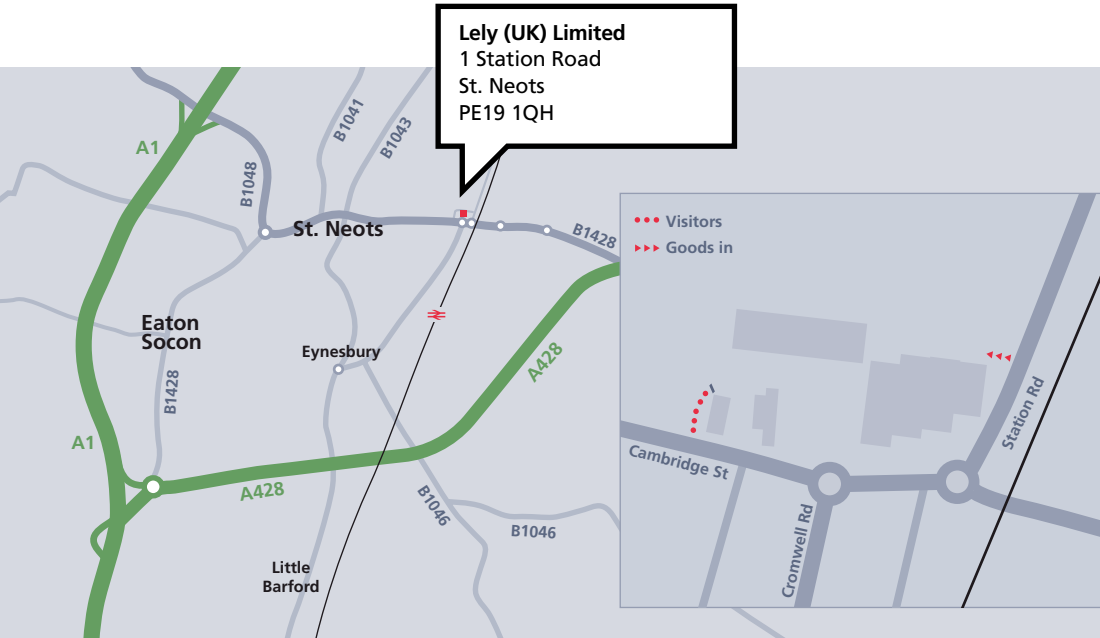 Lely (UK) Limited
1 Station Road
St. Neots
PE19 1QH
A1
B1041
B1043
B1048
St. Neots
B1428
Visitors
Goods in
Eaton
Socon
Eynesbury
A428
B1428
A1
Station Rd
Cambridge St
A428
B1046
B1046
Cromwell Rd
Little
Barford